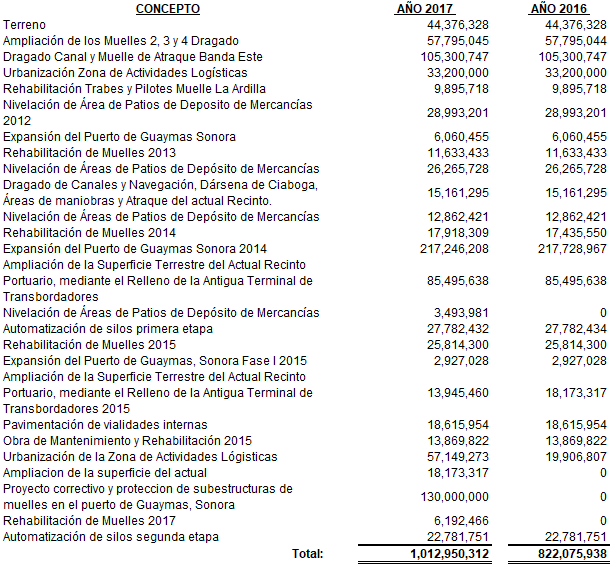 CONCEPTO AÑO 2017 AÑO 2016
Terreno 44,376,328 44,376,328
Ampliación de los Muelles 2, 3 y 4 Dragado 57,795,045 57,795,044
Dragado Canal y Muelle de Atraque Banda Este 105,300,747 105,300,747
Urbanización Zona de Actividades Logísticas 33,200,000 33,200,000
Rehabilitación Trabes y Pilotes Muelle La Ardilla 9,895,718 9,895,718
Nivelación de Área de Patios de Deposito de Mercancías
2012 28,993,201 28,993,201
Expansión del Puerto de Guaymas Sonora 6,060,455 6,060,455
Rehabilitación de Muelles 2013 11,633,433 11,633,433
Nivelación de Áreas de Patios de Depósito de Mercancías 26,265,728 26,265,728
Dragado de Canales y Navegación, Dársena de Ciaboga,
Áreas de maniobras y Atraque del actual Recinto. 15,161,295 15,161,295
Nivelación de Áreas de Patios de Depósito de Mercancías 12,862,421 12,862,421
Rehabilitación de Muelles 2014 17,918,309 17,435,550
Expansión del Puerto de Guaymas Sonora 2014 217,246,208 217,728,967
Ampliación de la Superficie Terrestre del Actual Recinto
Portuario, mediante el Relleno de la Antigua Terminal de 85,495,638 85,495,638
Transbordadores
Nivelación de Áreas de Patios de Depósito de Mercancías 3,493,981 0
Automatización de silos primera etapa 27,782,432 27,782,434
Rehabilitación de Muelles 2015 25,814,300 25,814,300
Expansión del Puerto de Guaymas, Sonora Fase I 2015 2,927,028 2,927,028
Ampliación de la Superficie Terrestre del Actual Recinto
Portuario, mediante el Relleno de la Antigua Terminal de 13,945,460 18,173,317
Transbordadores 2015
Pavimentación de vialidades internas 18,615,954 18,615,954
Obra de Mantenimiento y Rehabilitación 2015 13,869,822 13,869,822
Urbanización de la Zona de Actividades Lógisticas 57,149,273 19,906,807
Ampliacion de la superficie del actual 18,173,317 0
Proyecto correctivo y proteccion de subestructuras de
muelles en el puerto de Guaymas, Sonora 130,000,000 0
Rehabilitación de Muelles 2017 6,192,466 0
Automatización de silos segunda etapa 22,781,751 22,781,751
Total: 1,012,950,312 822,075,938